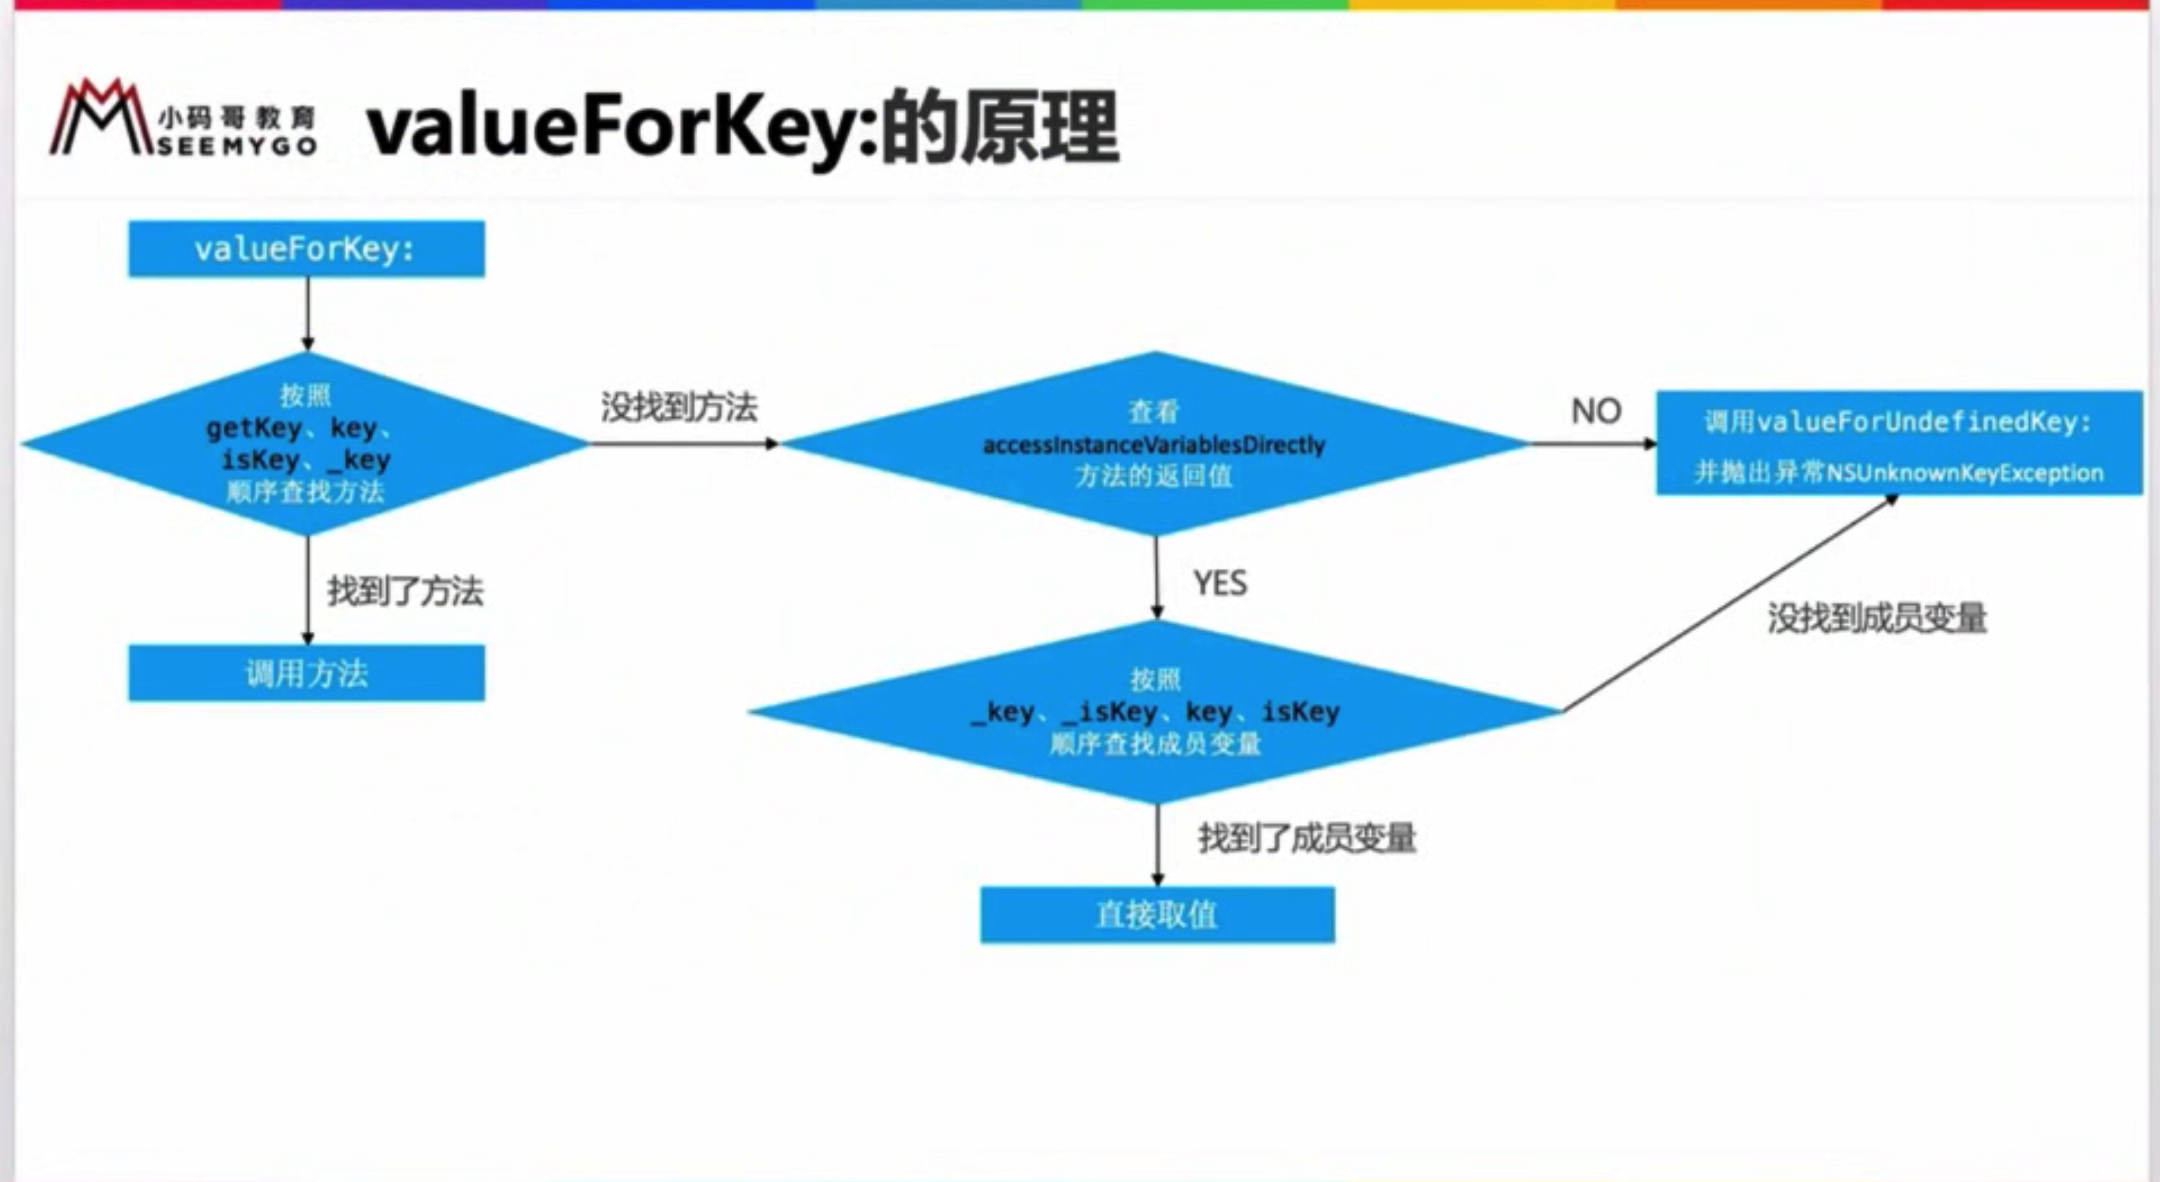 小码哥教育
SEEMYGO
valueForKey:的原理
valueForKey:
按照
getKey、key、
isKey、_key
顺序查找方法
没找到方法
查看
accessInstanceVariablesDirectly
方法的返回值
NO
调用valueForUndefinedKey:
并抛出异常NSUnknownKeyException
找到了方法
调用方法
YES
没找到成员变量
按照
_key、_isKey、key、isKey
顺序查找成员变量
找到了成员变量
直接取值